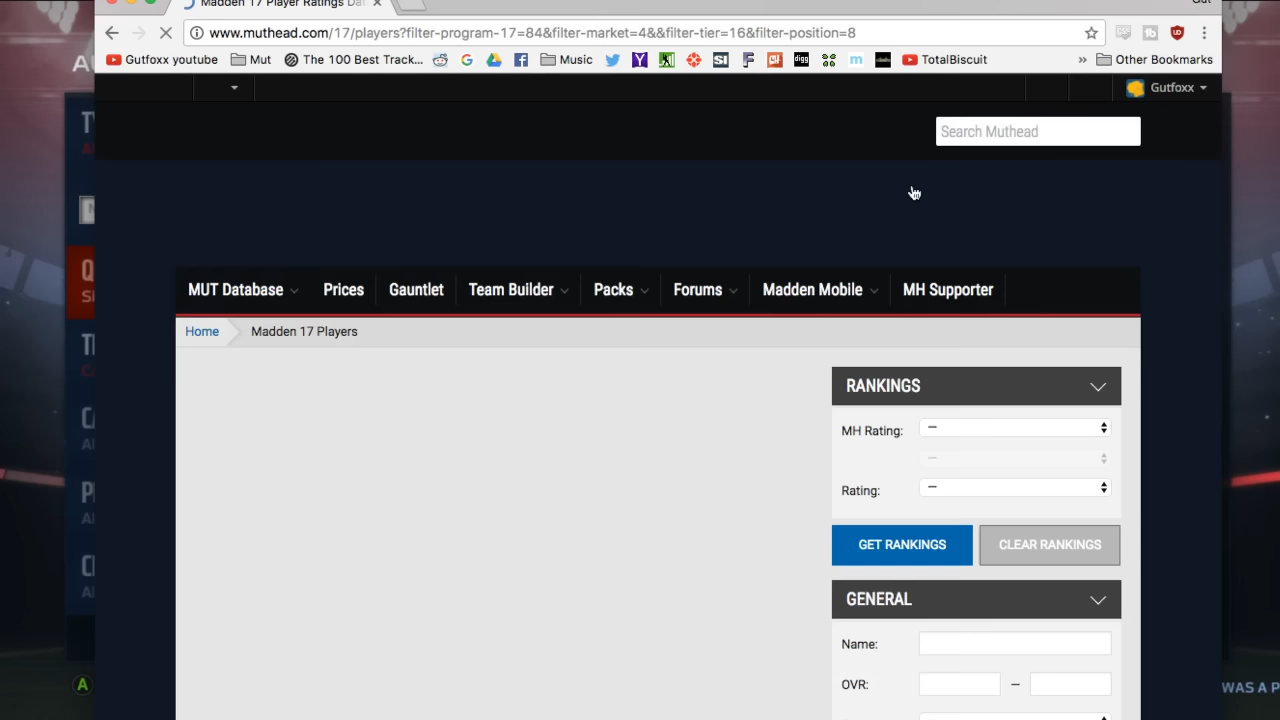 Madden 17 Player Ratings Dat
www.muthead.com/17/players?filter-program-17=84&filter-market=4&&filter-tier=16&filter-position=8
Gutfoxx youtube Mut The 100 Best Track... Music TotalBiscuit » Other Bookmarks
Gutfoxx
Search Muthead
MUT Database Prices Gauntlet Team Builder Packs Forums Madden Mobile MH Supporter
Home Madden 17 Players
RANKINGS
MH Rating: —
—
Rating: —
GET RANKINGS CLEAR RANKINGS
GENERAL
Name:
OVR: —
A
WAS A P